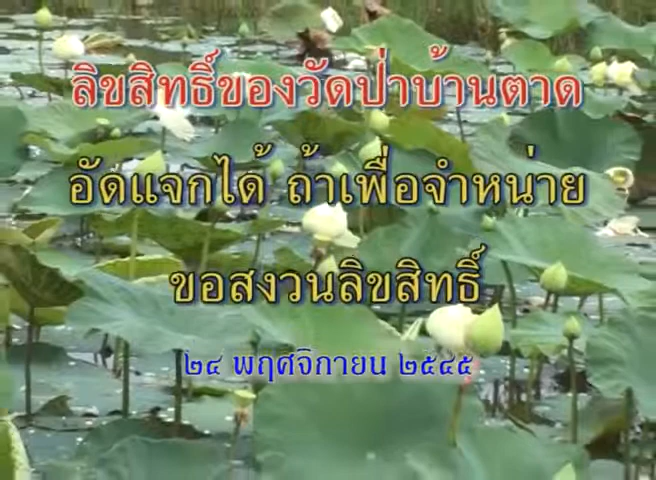 ลิขสิทธิ์ของวัดป่าบ้านตาด
อัดแจกได้ ถ้าเพื่อจำหน่าย
ขอสงวนลิขสิทธิ์
๒๔ พฤศจิกายน ๒๕๔๕